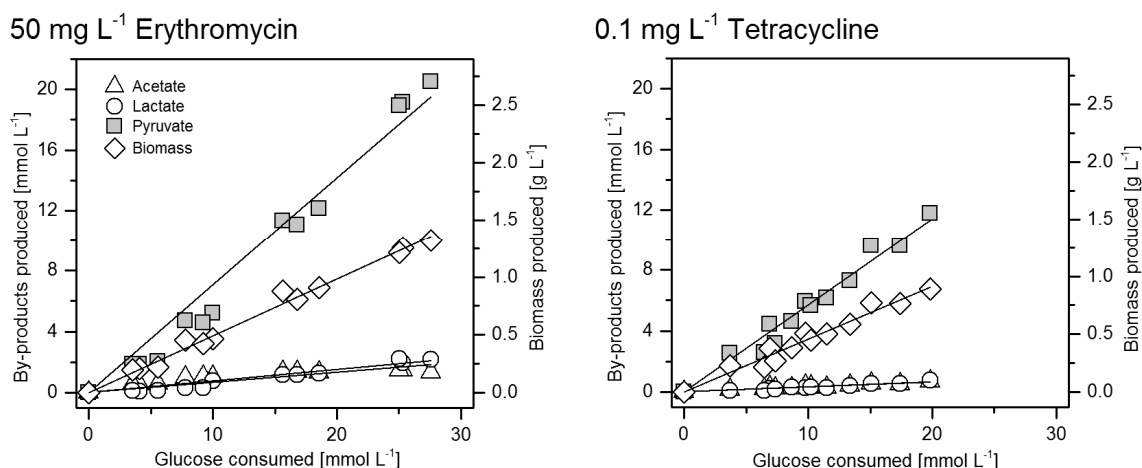 50 mg L⁻¹ Erythromycin
By-products produced [mmol L⁻¹]
20
16
12
8
4
0
Acetate
Lactate
Pyruvate
Biomass
2.5
2.0
1.5
1.0
0.5
0.0
Biomass produced [g L⁻¹]
0 10 20 30
Glucose consumed [mmol L⁻¹]
0.1 mg L⁻¹ Tetracycline
By-products produced [mmol L⁻¹]
20
16
12
8
4
0
2.5
2.0
1.5
1.0
0.5
0.0
Biomass produced [g L⁻¹]
0 10 20 30
Glucose consumed [mmol L⁻¹]